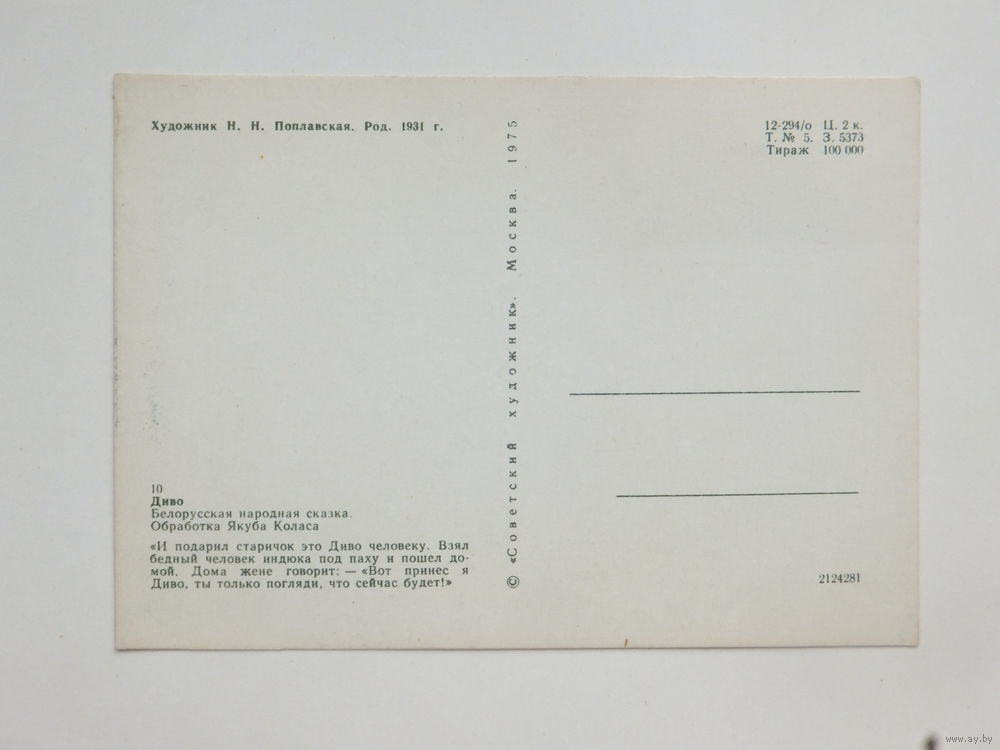 Художник Н. Н. Поплавская. Род. 1931 г.
10
Диво
Белорусская народная сказка.
Обработка Якуба Коласа
«И подарил старичок это Диво человеку. Взял
бедный человек индюка под паху и пошел до-
мой. Дома жене говорит: — «Вот принес я
Диво, ты только погляди, что сейчас будет!»
© «Советский художник». Москва. 1975
12-294/о Ц. 2 к.
Т. № 5. З. 5373
Тираж 100 000
2124281
www.ay.by